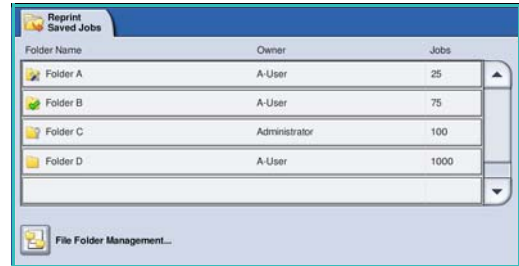 Reprint
Saved Jobs
Folder Name Owner Jobs
Folder A A-User 25
Folder B A-User 75
Folder C Administrator 100
Folder D A-User 1000
File Folder Management...